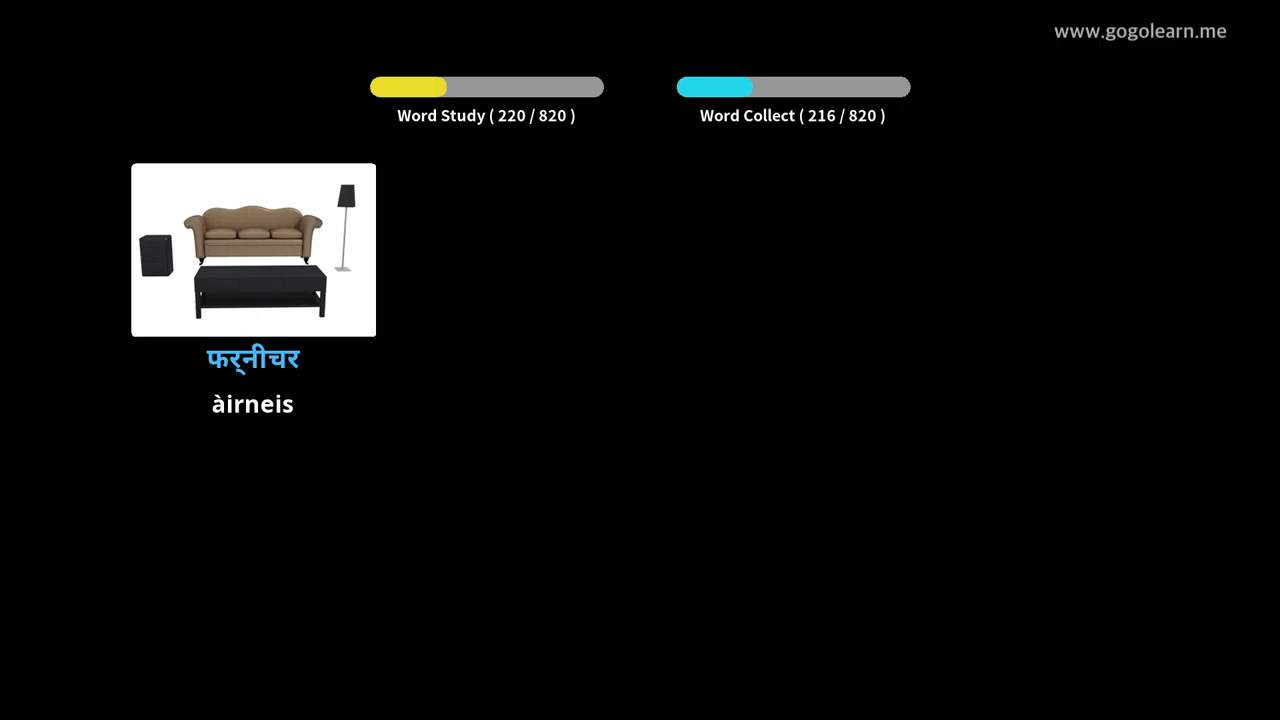 www.gogolearn.me
Word Study ( 220 / 820 )
Word Collect ( 216 / 820 )
फर्नीचर
àirneis